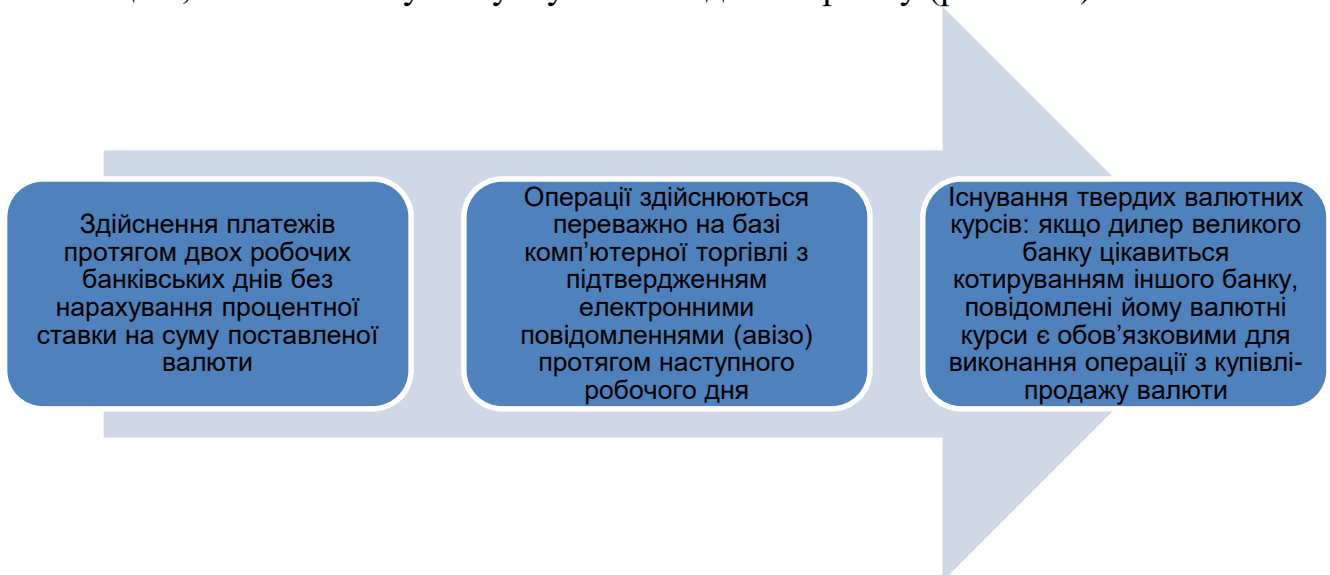 Здійснення платежів
протягом двох робочих
банківських днів без
нарахування процентної
ставки на суму поставленої
валюти
Операції здійснюються
переважно на базі
комп’ютерної торгівлі з
підтвердженням
електронними
повідомленнями (авізо)
протягом наступного
робочого дня
Існування твердих валютних
курсів: якщо дилер великого
банку цікавиться
котируванням іншого банку,
повідомлені йому валютні
курси є обов’язковими для
виконання операції з купівлі-
продажу валюти